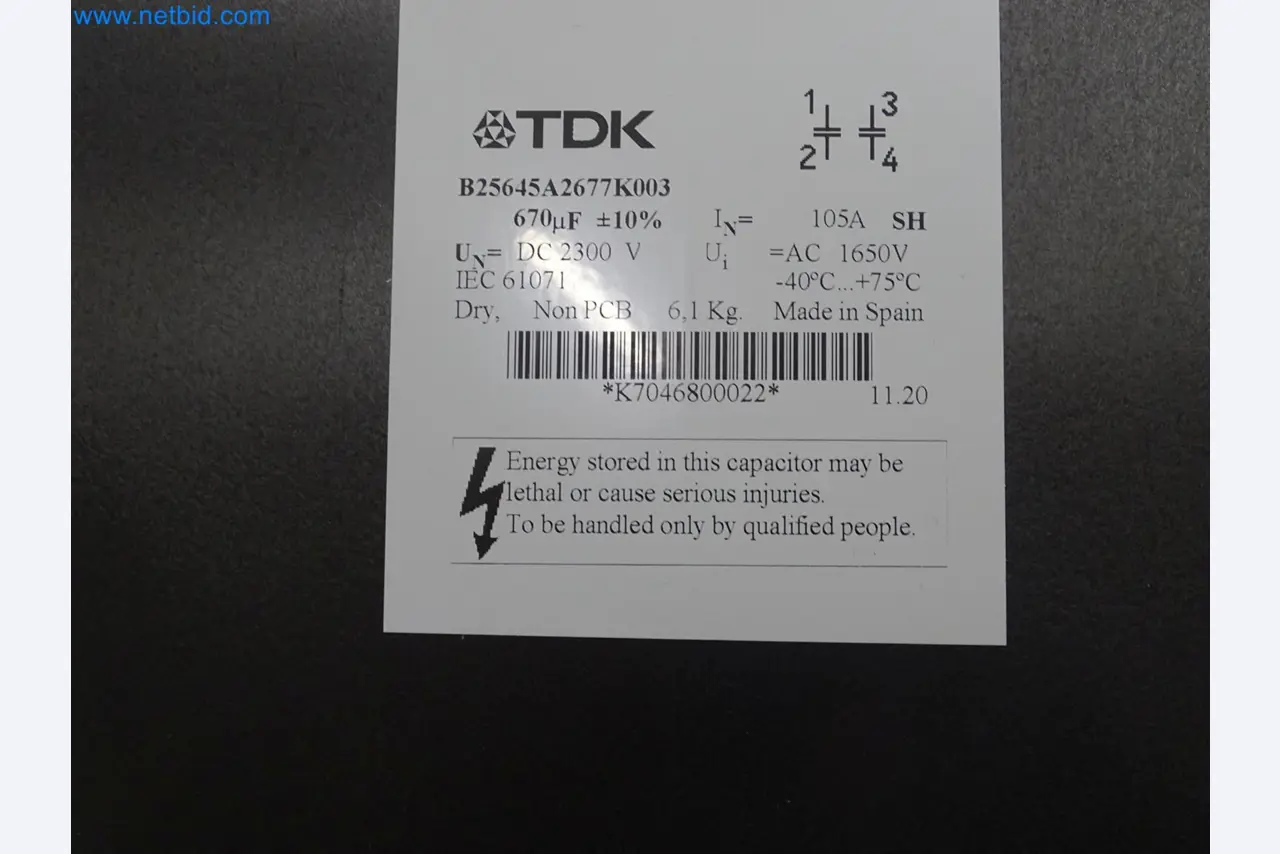 www.netbid.com
1 3
2 4
TDK
B25645A2677K003
670μF ±10% IN= 105A SH
UN= DC 2300 V Ui =AC 1650V
IEC 61071 -40ºC...+75ºC
Dry, Non PCB 6,1 Kg. Made in Spain
*K7046800022*
11.20
Energy stored in this capacitor may be
lethal or cause serious injuries.
To be handled only by qualified people.